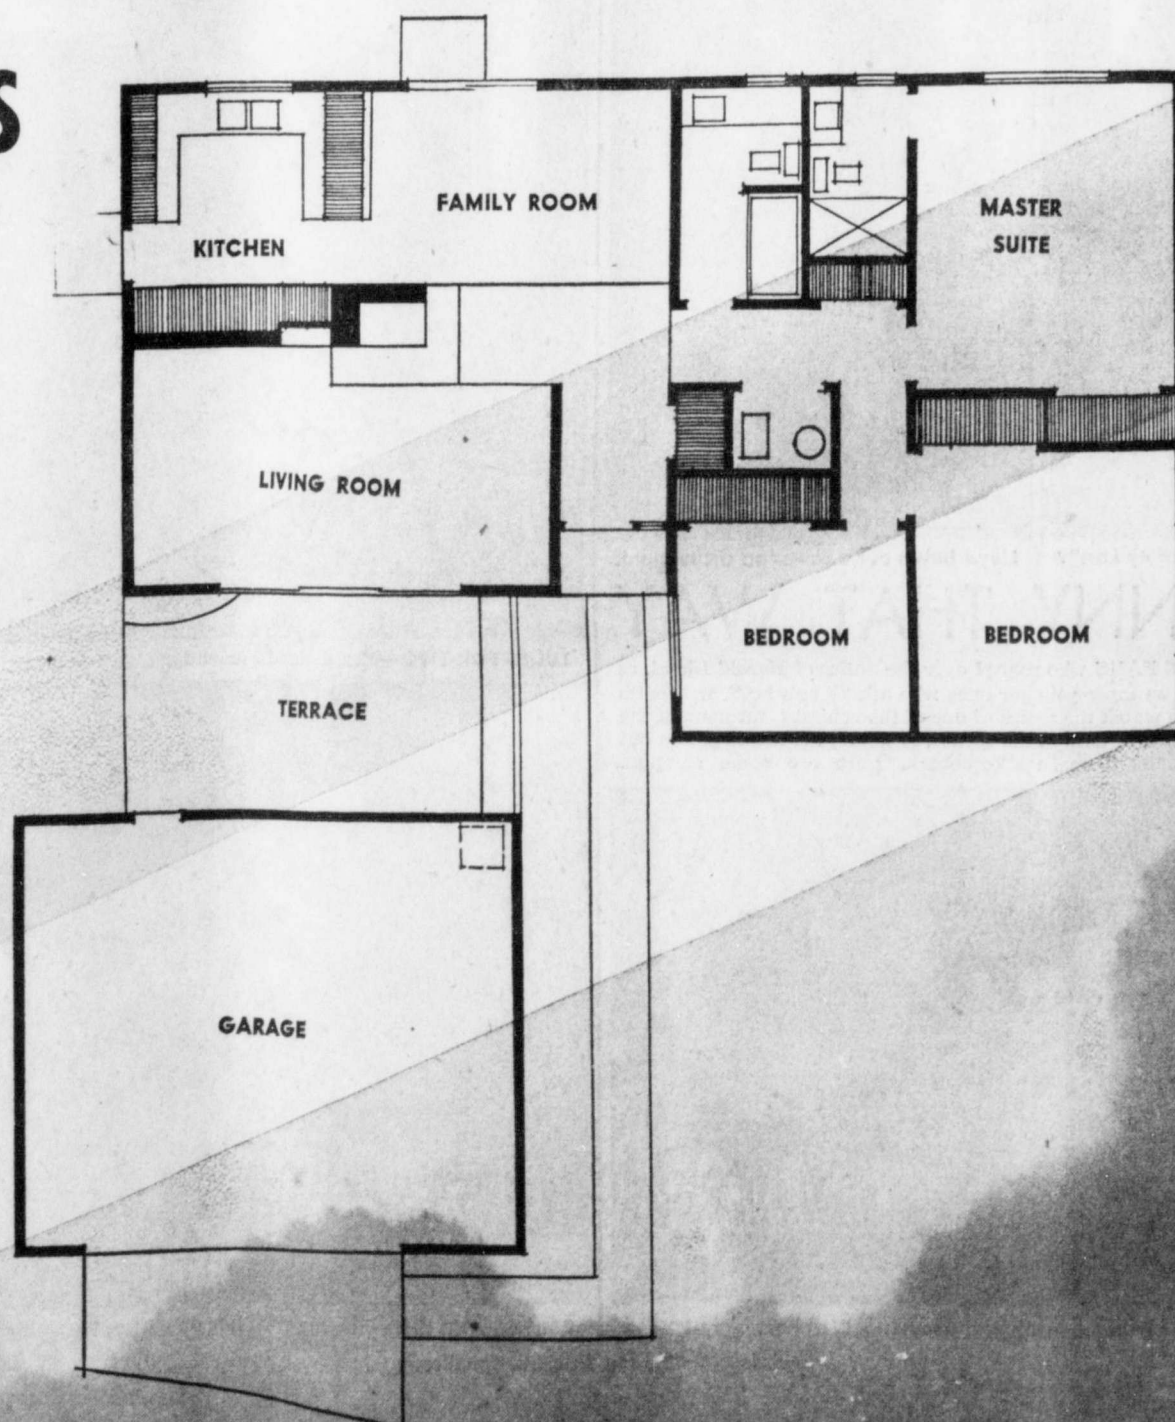 S
FAMILY ROOM
KITCHEN
MASTER
SUITE
LIVING ROOM
BEDROOM
BEDROOM
TERRACE
GARAGE